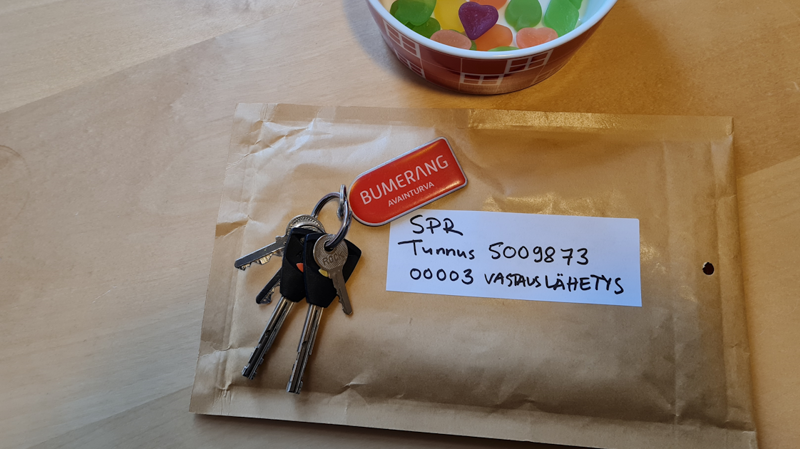 BUMERANG
AVAINTURVA
SPR
Tunnus 5009873
00003 VASTAUSLÄHETYS